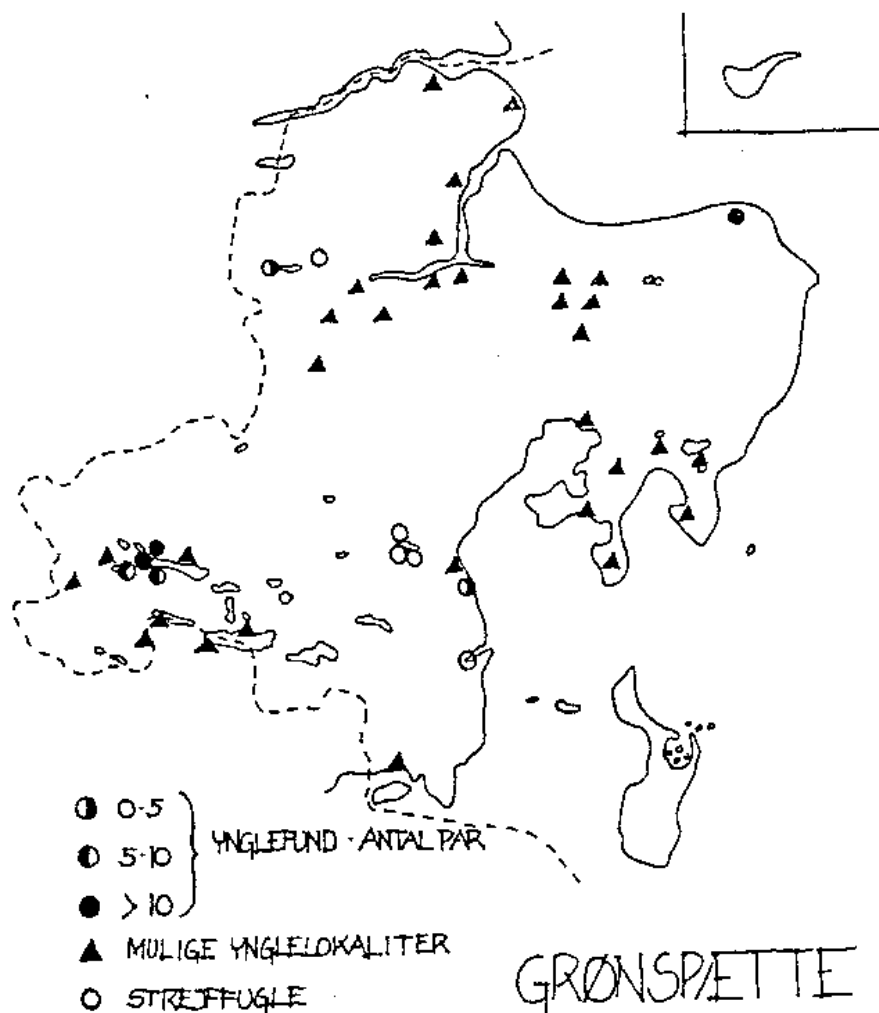 0-5
5-10
YNGLEFUND - ANTAL PAR
> 10
MULIGE YNGLELOKALITER
STREJFFUGLE
GRØNSPÆTTE